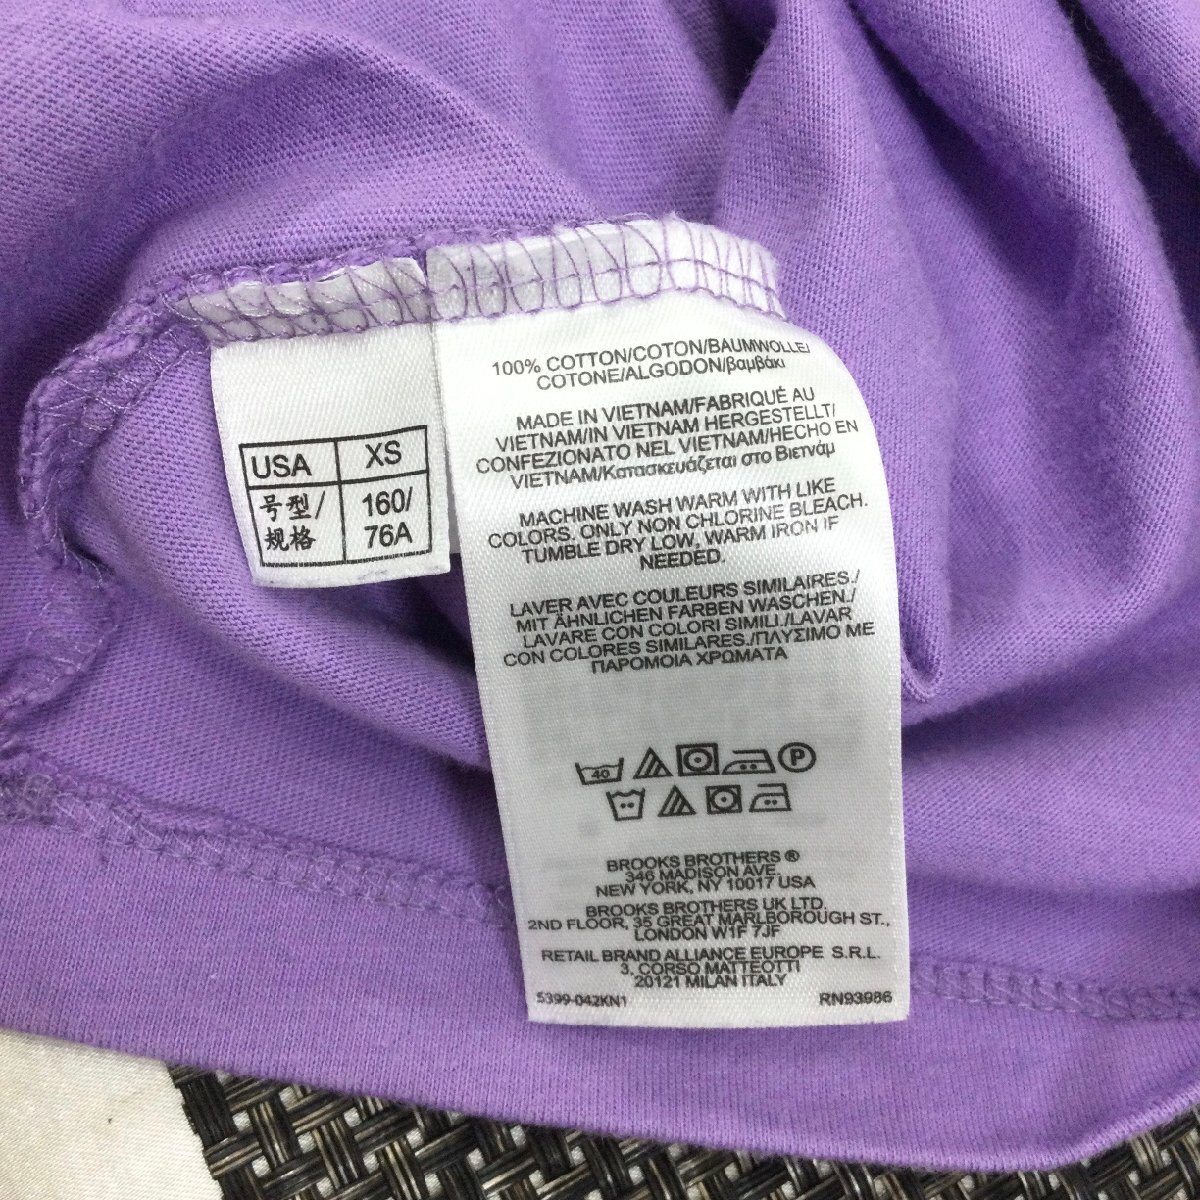 USA XS
号型/ 160/
规格 76A
100% COTTON/COTON/BAUMWOLLE/
COTONE/ALGODON/βαμβάκι
MADE IN VIETNAM/FABRIQUÉ AU
VIETNAM/IN VIETNAM HERGESTELLT/
CONFEZIONATO NEL VIETNAM/HECHO EN
VIETNAM/Κατασκευάζεται στο Βιετνάμ
MACHINE WASH WARM WITH LIKE
COLORS. ONLY NON CHLORINE BLEACH.
TUMBLE DRY LOW. WARM IRON IF
NEEDED.
LAVER AVEC COULEURS SIMILAIRES./
MIT ÄHNLICHEN FARBEN WASCHEN./
LAVARE CON COLORI SIMILI./LAVAR
CON COLORES SIMILARES./ΠΛΥΣΙΜΟ ΜΕ
ΠΑΡΟΜΟΙΑ ΧΡΩΜΑΤΑ
40 P
BROOKS BROTHERS ®
346 MADISON AVE.
NEW YORK, NY 10017 USA
BROOKS BROTHERS UK LTD.
2ND FLOOR, 35 GREAT MARLBOROUGH ST.,
LONDON W1F 7JF
RETAIL BRAND ALLIANCE EUROPE S.R.L.
3, CORSO MATTEOTTI
20121 MILAN ITALY
5399-042KN1 RN93986